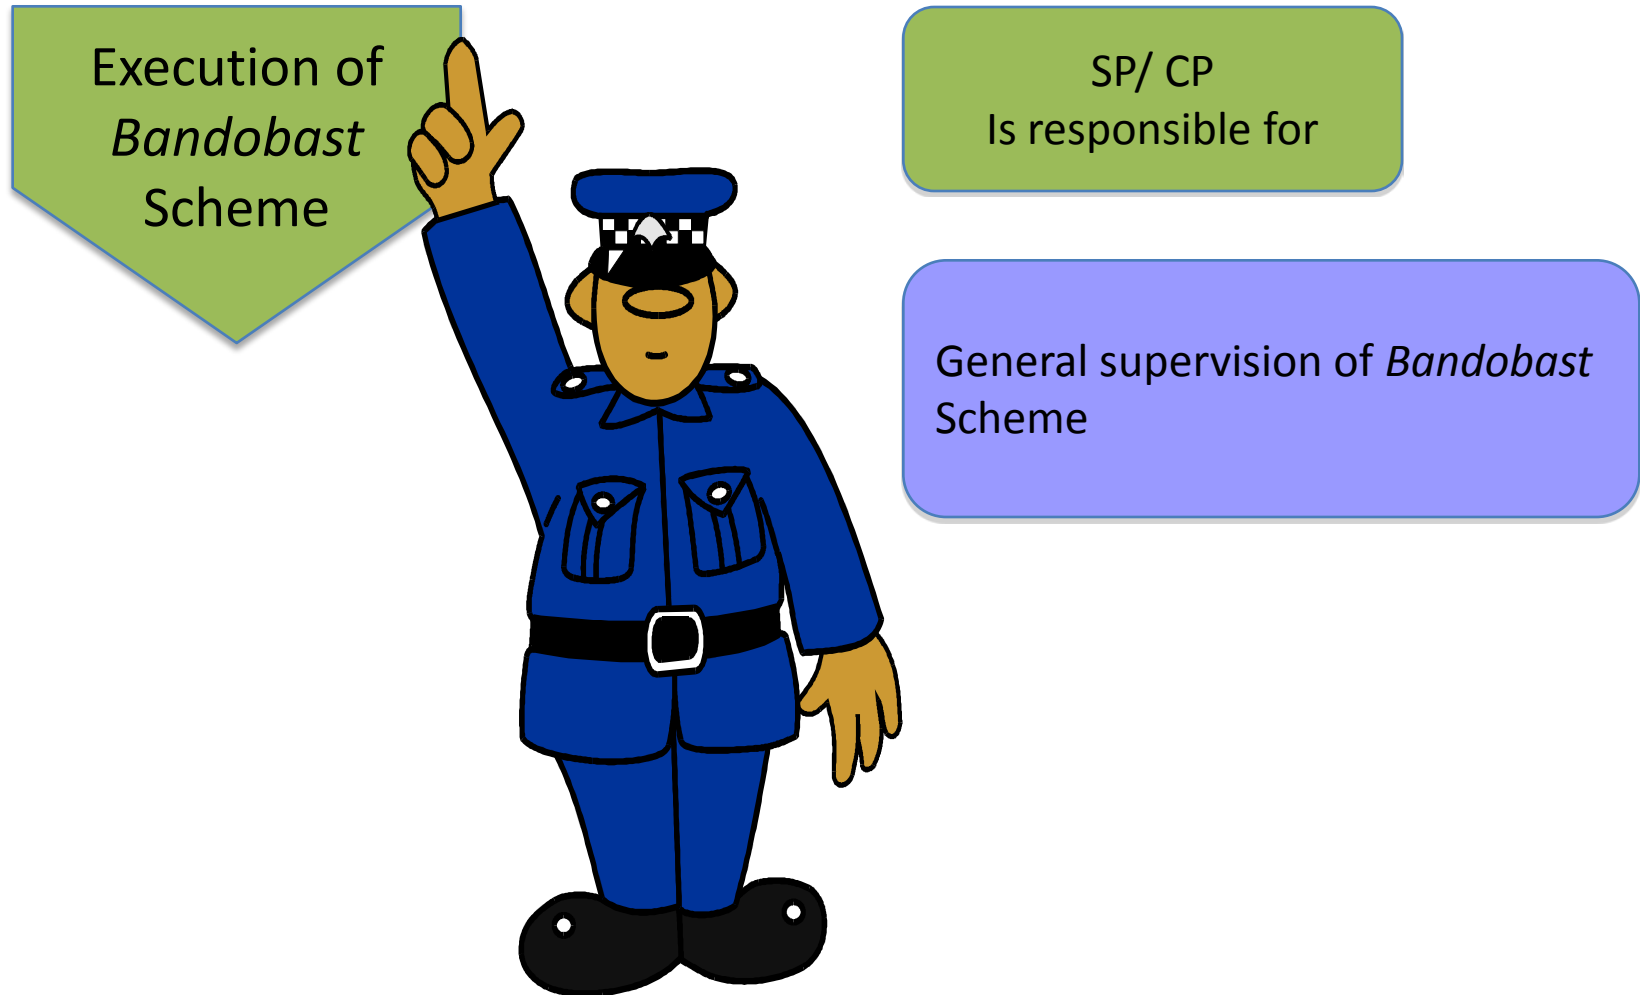 Execution of
Bandobast
Scheme
SP/ CP
Is responsible for
General supervision of Bandobast
Scheme